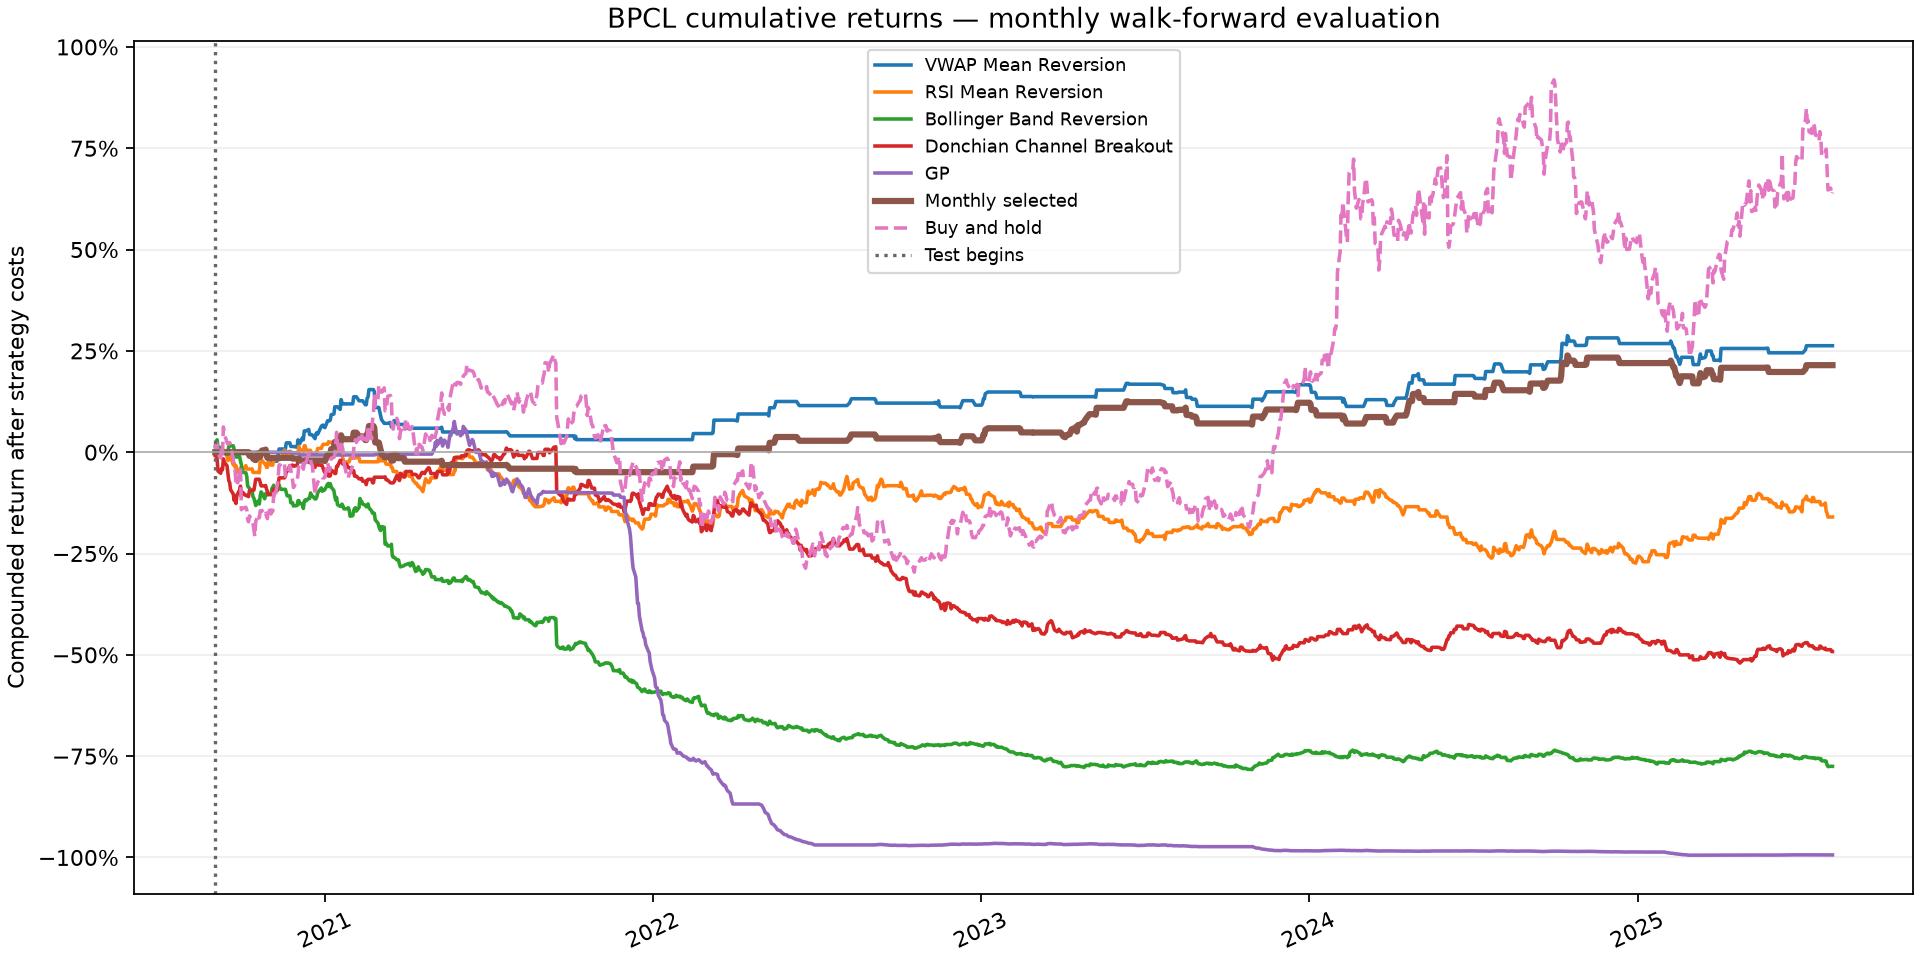 BPCL cumulative returns — monthly walk-forward evaluation
VWAP Mean Reversion
RSI Mean Reversion
Bollinger Band Reversion
Donchian Channel Breakout
GP
Monthly selected
Buy and hold
Test begins
Compounded return after strategy costs
100%
75%
50%
25%
0%
−25%
−50%
−75%
−100%
2021
2022
2023
2024
2025